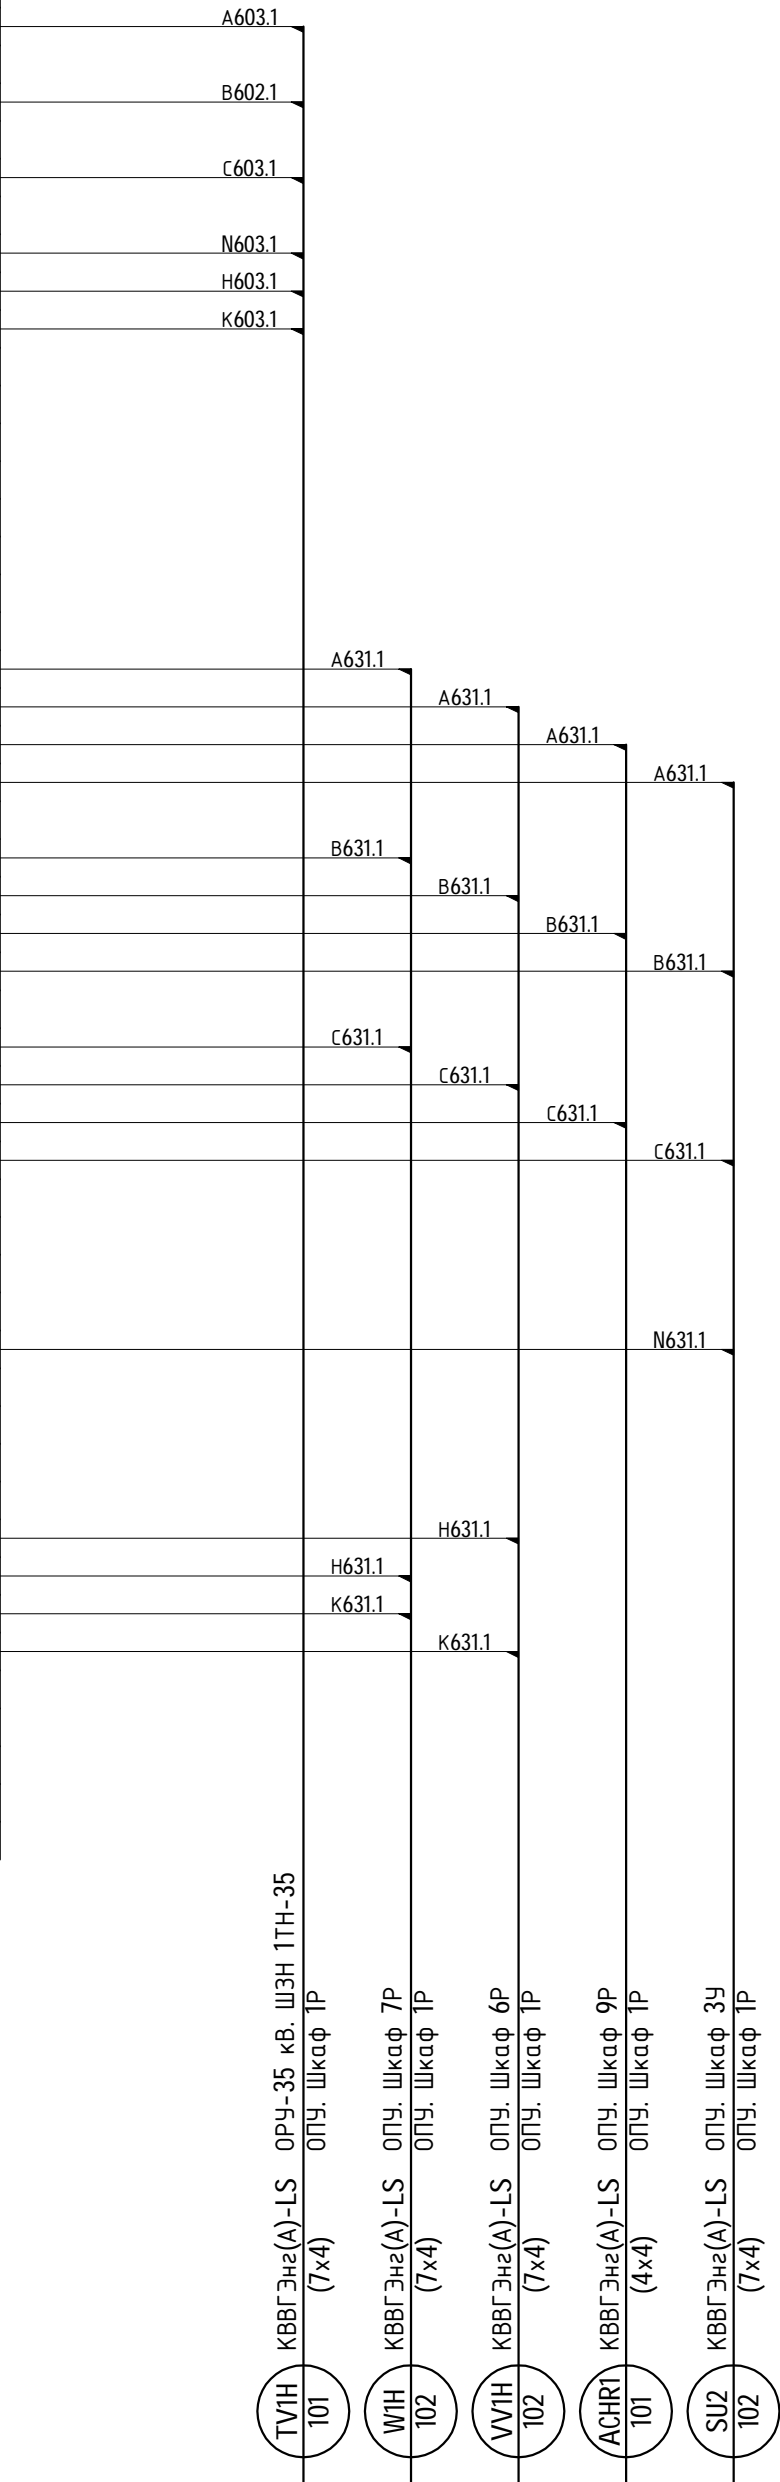 A603.1
B602.1
C603.1
N603.1
H603.1
K603.1
A631.1
A631.1
A631.1
A631.1
B631.1
B631.1
B631.1
B631.1
C631.1
C631.1
C631.1
C631.1
N631.1
H631.1
H631.1
K631.1
K631.1
КВВГЭнг(А)-LS ОРУ-35 кВ. ШЗН 1ТН-35
(7х4) ОПУ. Шкаф 1Р
TV1H
101
КВВГЭнг(А)-LS ОПУ. Шкаф 7Р
(7х4) ОПУ. Шкаф 1Р
W1H
102
КВВГЭнг(А)-LS ОПУ. Шкаф 6Р
(7х4) ОПУ. Шкаф 1Р
VV1H
102
КВВГЭнг(А)-LS ОПУ. Шкаф 9Р
(4х4) ОПУ. Шкаф 1Р
ACHR1
101
КВВГЭнг(А)-LS ОПУ. Шкаф 3У
(7х4) ОПУ. Шкаф 1Р
SU2
102